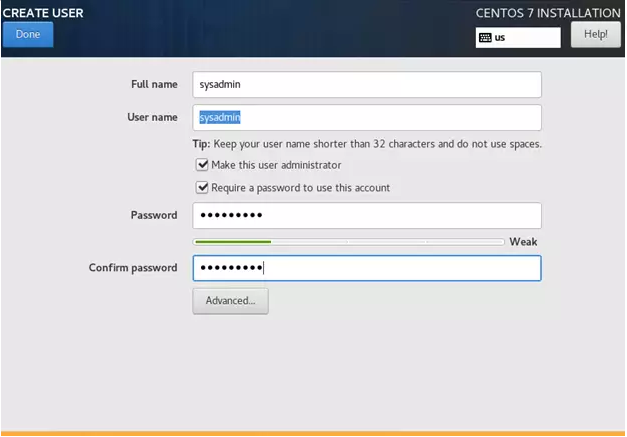 CREATE USER
CENTOS 7 INSTALLATION
Done
us
Help!
Full name
sysadmin
User name
sysadmin
Tip: Keep your user name shorter than 32 characters and do not use spaces.
Make this user administrator
Require a password to use this account
Password
●●●●●●●●●
Weak
Confirm password
●●●●●●●●●
Advanced...